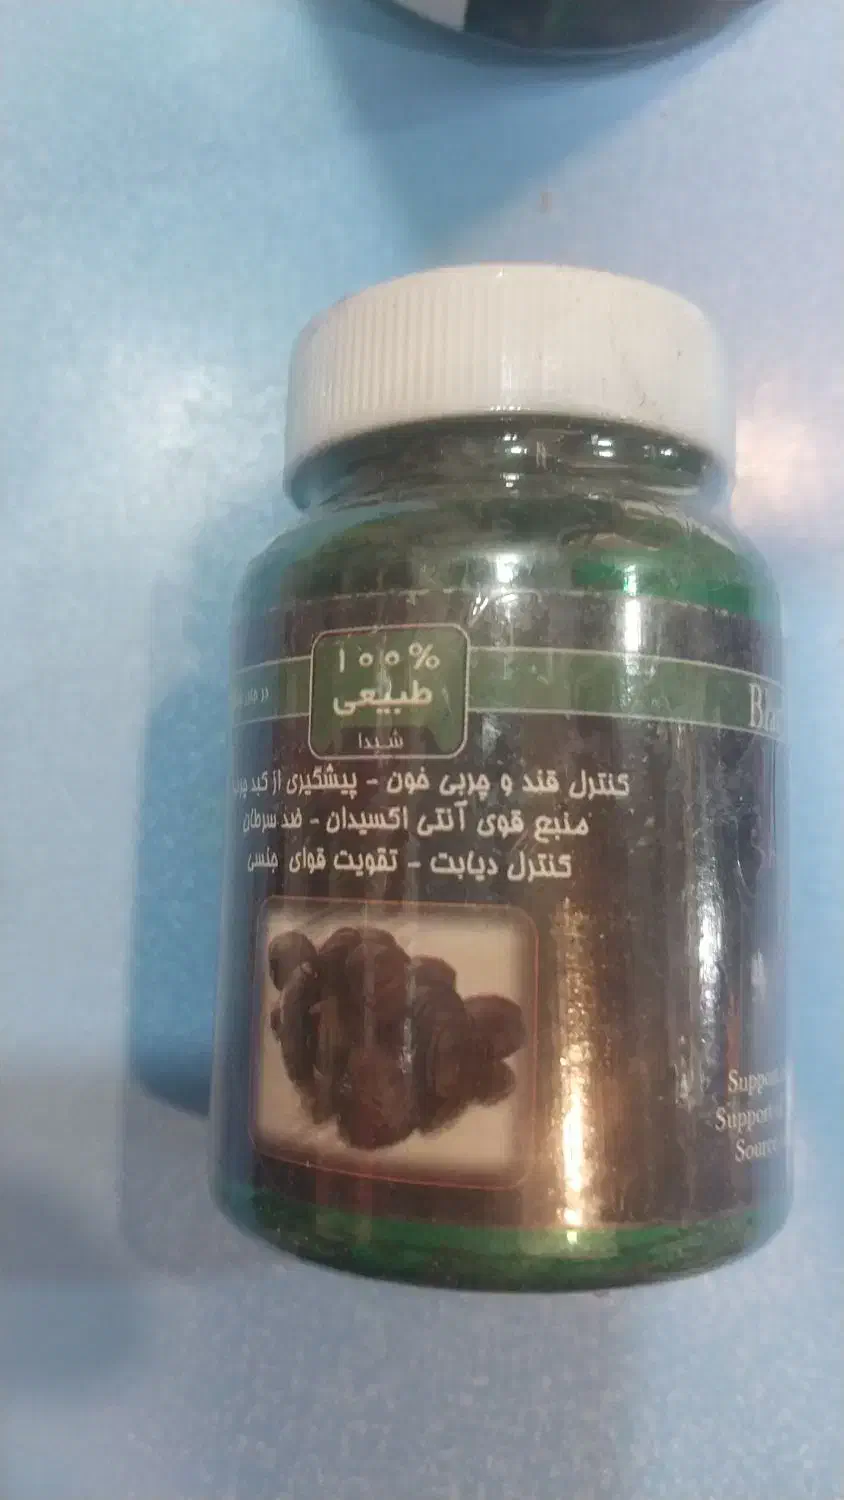 ۱۰۰%
طبیعی
شیدا
کنترل قند و چربی خون - پیشگیری از کبد چرب
منبع قوی آنتی اکسیدان - ضد سرطان
کنترل دیابت - تقویت قوای جنسی
Support
Support
Source